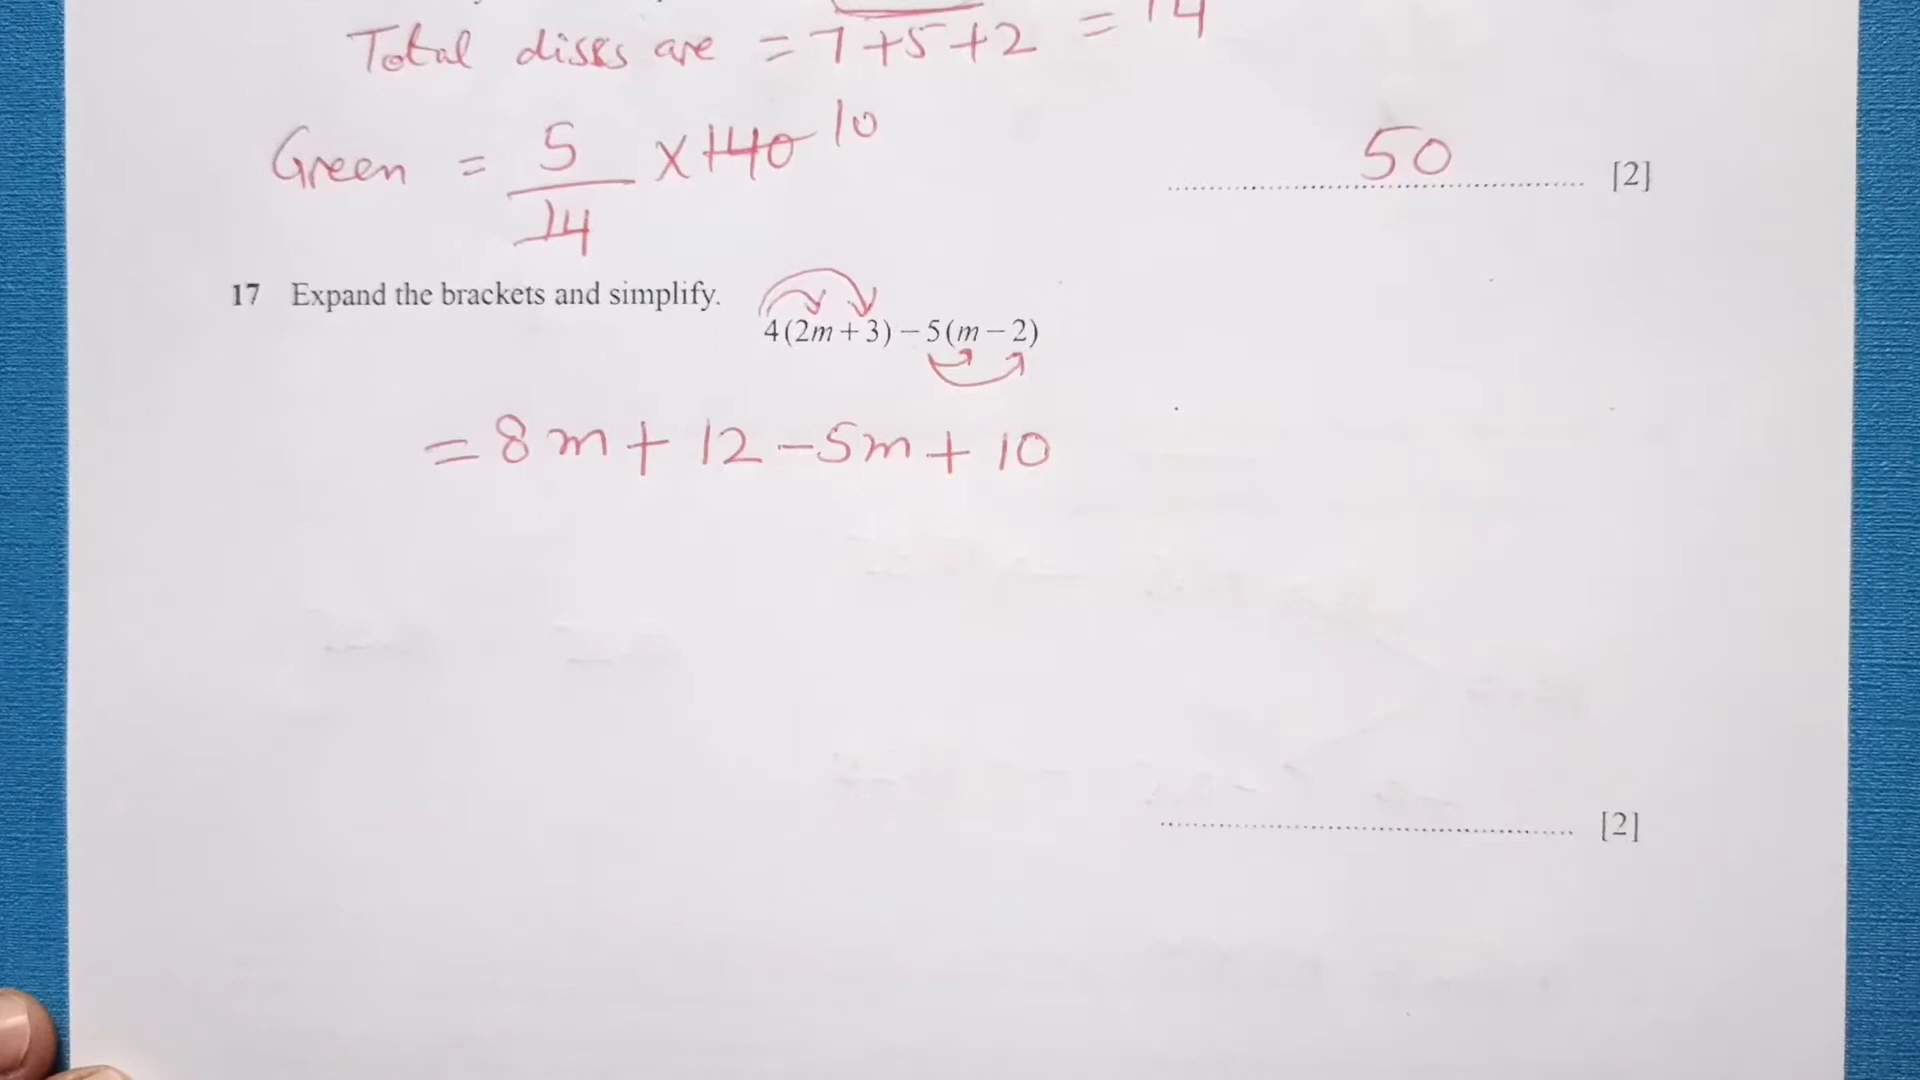 Total discs are = 7+5+2 = 14
Green = 5/14 × 140 10
50 [2]
17 Expand the brackets and simplify.
4(2m+3) – 5(m – 2)
= 8m + 12 – 5m + 10
[2]